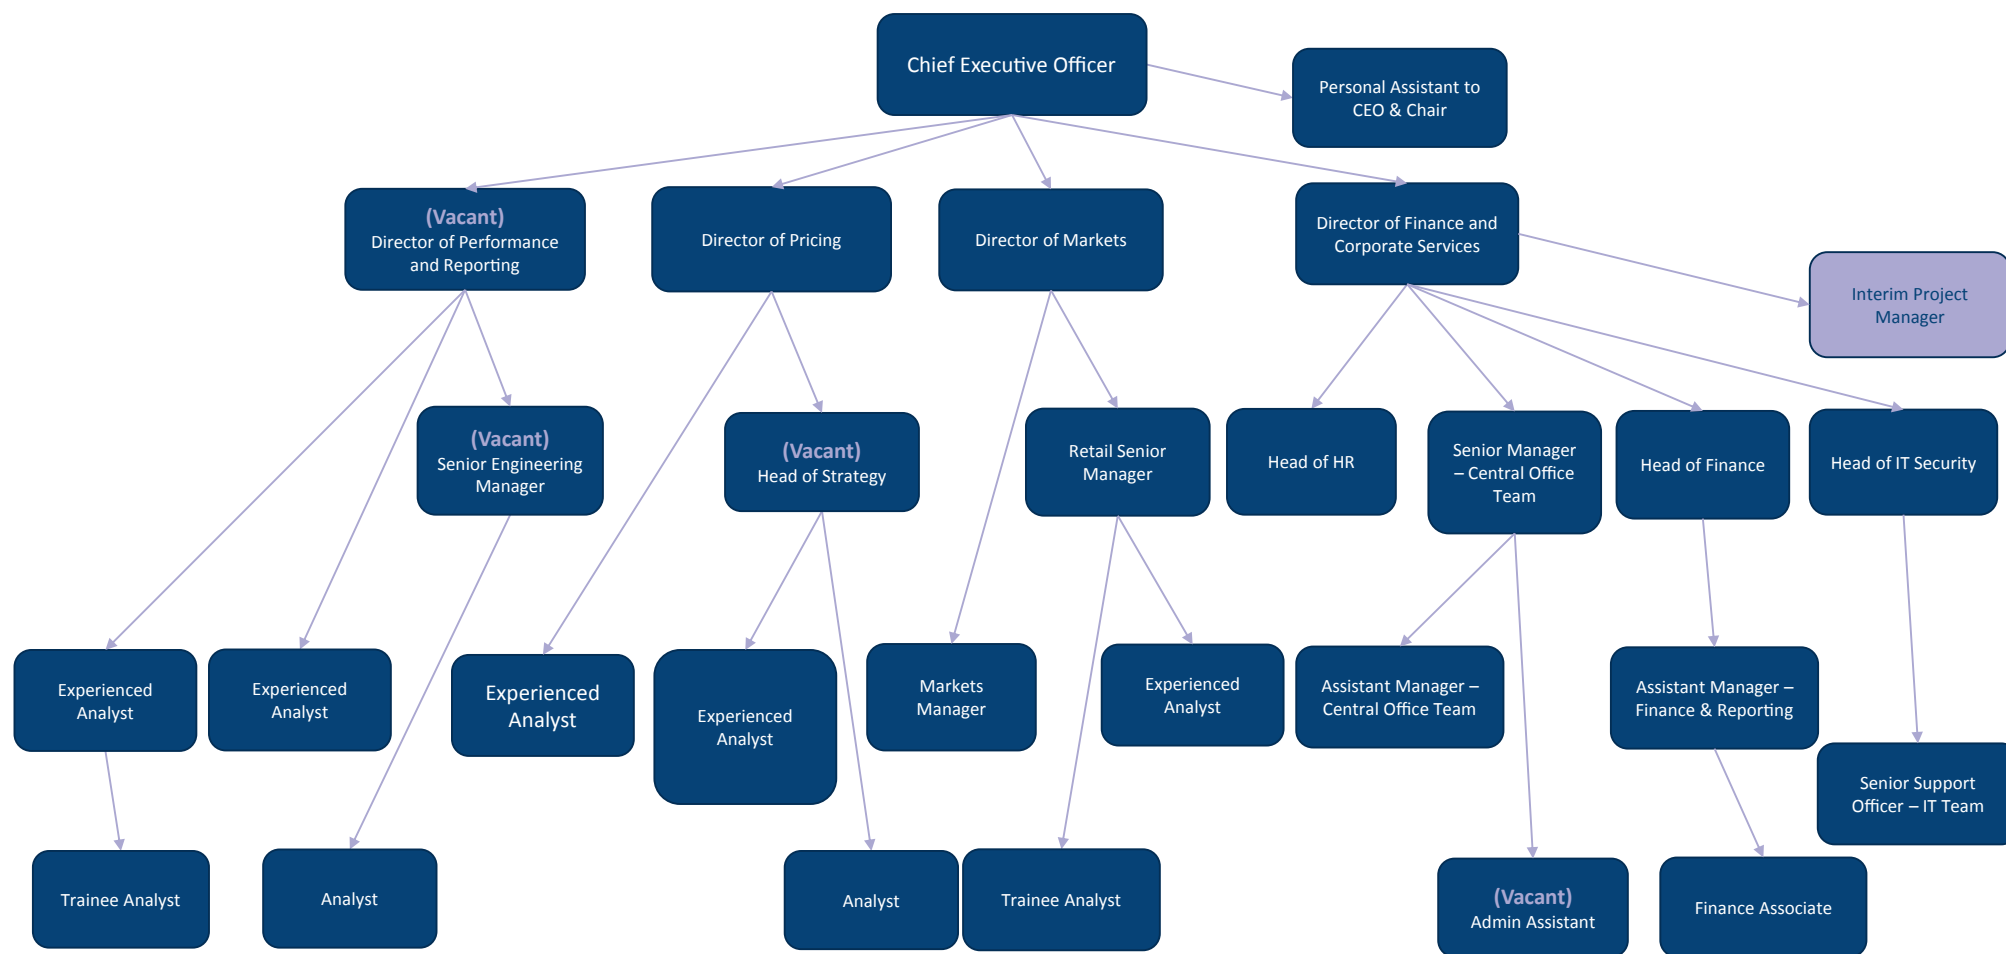 Chief Executive Officer
Personal Assistant to
CEO & Chair
(Vacant)
Director of Performance
and Reporting
Director of Pricing
Director of Markets
Director of Finance and
Corporate Services
Interim Project
Manager
(Vacant)
Senior Engineering
Manager
(Vacant)
Head of Strategy
Retail Senior
Manager
Head of HR
Senior Manager
– Central Office
Team
Head of Finance
Head of IT Security
Experienced
Analyst
Experienced
Analyst
Experienced
Analyst
Experienced
Analyst
Markets
Manager
Experienced
Analyst
Assistant Manager –
Central Office Team
Assistant Manager –
Finance & Reporting
Senior Support
Officer – IT Team
Trainee Analyst
Analyst
Analyst
Trainee Analyst
(Vacant)
Admin Assistant
Finance Associate